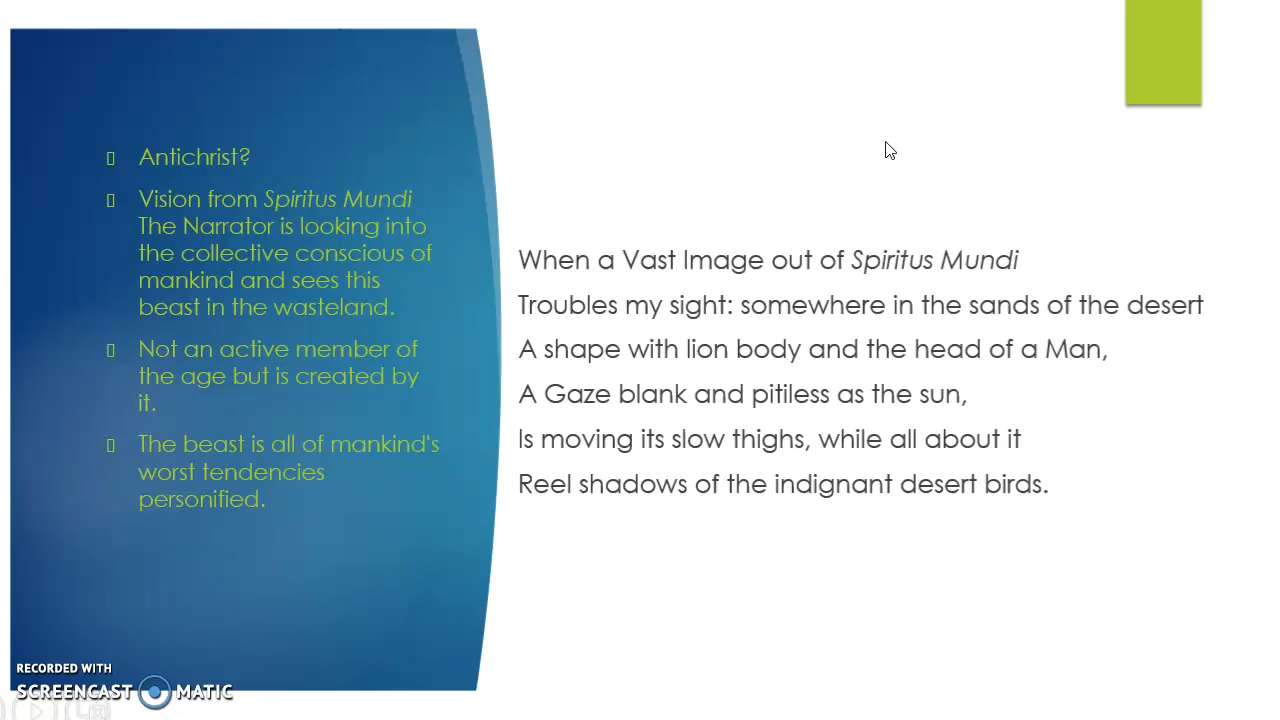 Antichrist?
Vision from Spiritus Mundi
The Narrator is looking into
the collective conscious of
mankind and sees this
beast in the wasteland.
Not an active member of
the age but is created by
it.
The beast is all of mankind's
worst tendencies
personified.
When a Vast Image out of Spiritus Mundi
Troubles my sight: somewhere in the sands of the desert
A shape with lion body and the head of a Man,
A Gaze blank and pitiless as the sun,
Is moving its slow thighs, while all about it
Reel shadows of the indignant desert birds.
RECORDED WITH
SCREENCAST MATIC